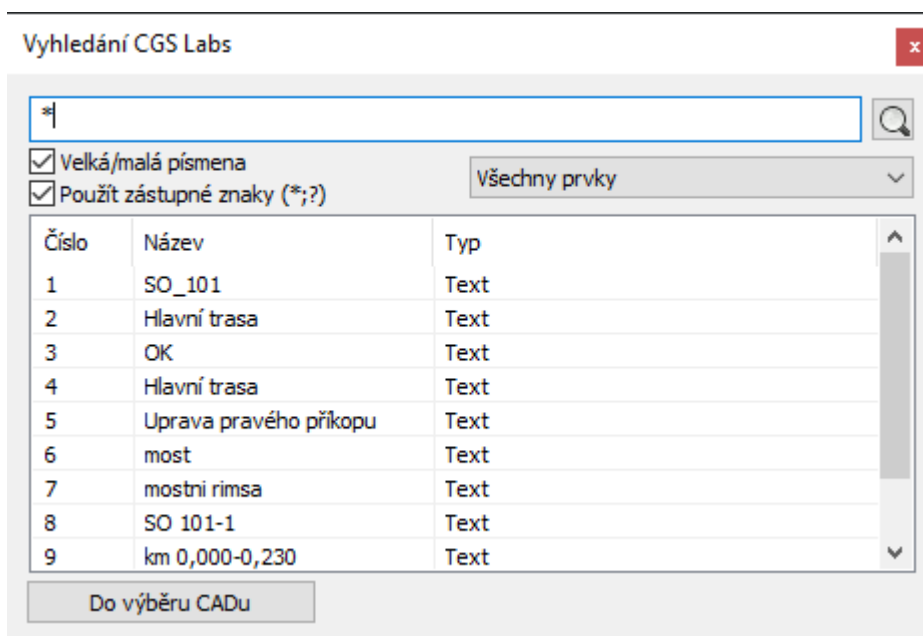 Vyhledání CGS Labs
x
*
Velká/malá písmena
Použít zástupné znaky (*;?)
Všechny prvky
Číslo Název Typ
1 SO_101 Text
2 Hlavní trasa Text
3 OK Text
4 Hlavní trasa Text
5 Uprava pravého příkopu Text
6 most Text
7 mostni rimsa Text
8 SO 101-1 Text
9 km 0,000-0,230 Text
Do výběru CADu